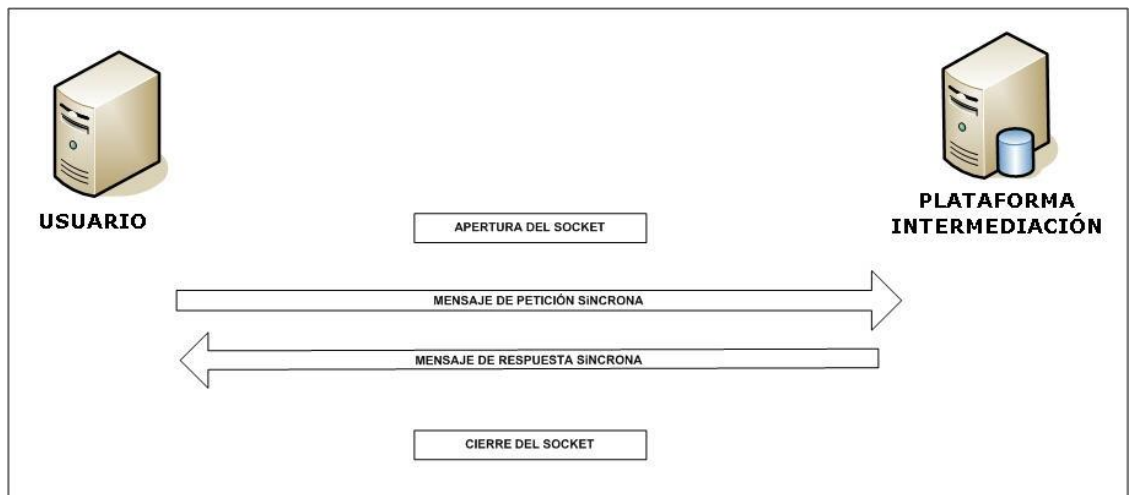 USUARIO
PLATAFORMA
INTERMEDIACIÓN
APERTURA DEL SOCKET
MENSAJE DE PETICIÓN SíNCRONA
MENSAJE DE RESPUESTA SíNCRONA
CIERRE DEL SOCKET